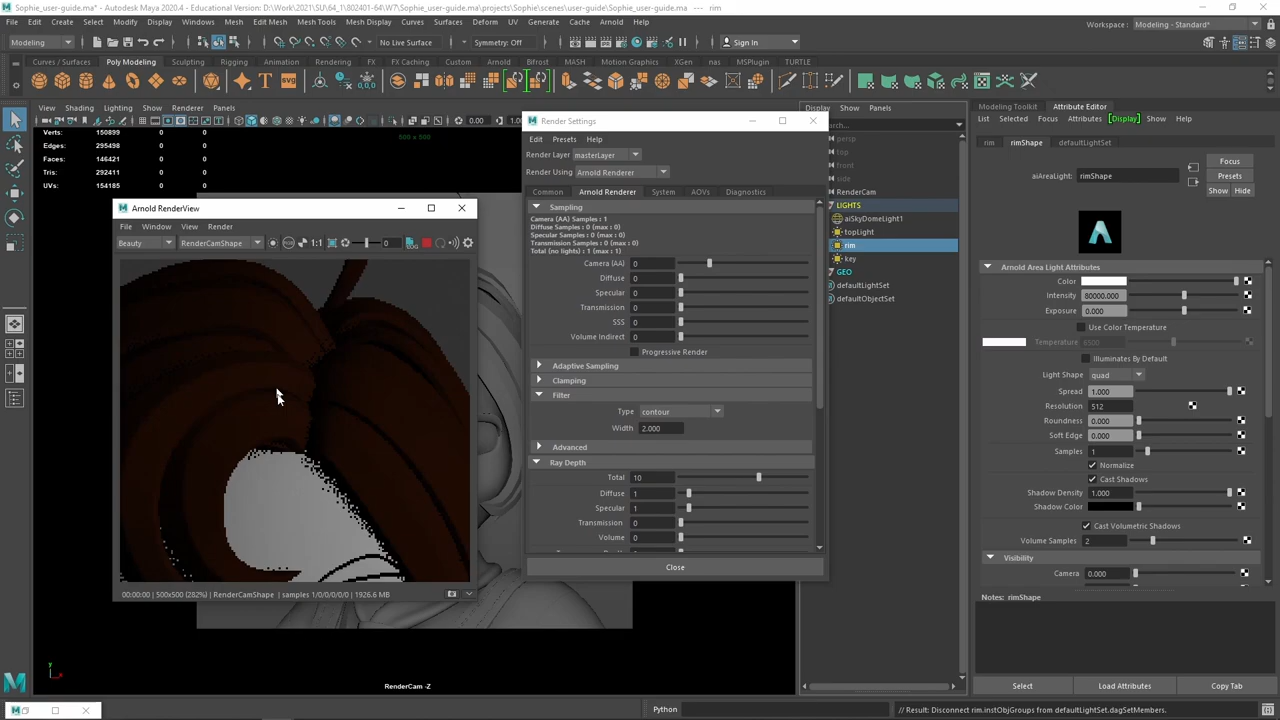 Sophie_user-guide.ma* - Autodesk Maya 2020.4 - Educational Version: D:\Work\2021\SU\64_1\802401-64\W7\Sophie_user-guide.ma\projects\Sophie\scenes\user-guide\Sophie_user-guide.ma --- rim
File Edit Create Select Modify Display Windows Mesh Edit Mesh Mesh Tools Mesh Display Curves Surfaces Deform UV Generate Cache Arnold Help
Workspace : Modeling - Standard*
Modeling No Live Surface Symmetry: Off Sign In
Curves / Surfaces Poly Modeling Sculpting Rigging Animation Rendering FX FX Caching Custom Arnold Bifrost MASH Motion Graphics XGen nas MSPlugin TURTLE
View Shading Lighting Show Renderer Panels
0.00 1.00
Verts: 150899 0 0
Edges: 295498 0 0
Faces: 146421 0 0
Tris: 292411 0 0
UVs: 154185 0 0
500 x 500
Arnold RenderView
File Window View Render
Beauty RenderCamShape 1:1 0
00:00:00 | 500x500 (282%) | RenderCamShape | samples 1/0/0/0/0/0 | 1926.6 MB
RenderCam -Z
Render Settings
Edit Presets Help
Render Layer masterLayer
Render Using Arnold Renderer
Common Arnold Renderer System AOVs Diagnostics
Sampling
Camera (AA) Samples : 1
Diffuse Samples : 0 (max : 0)
Specular Samples : 0 (max : 0)
Transmission Samples : 0 (max : 0)
Total (no lights) : 1 (max : 1)
Camera (AA) 0
Diffuse 0
Specular 0
Transmission 0
SSS 0
Volume Indirect 0
Progressive Render
Adaptive Sampling
Clamping
Filter
Type contour
Width 2.000
Advanced
Ray Depth
Total 10
Diffuse 1
Specular 1
Transmission 0
Volume 0
Close
Display Show Panels
persp
top
front
side
RenderCam
LIGHTS
aiSkyDomeLight1
topLight
rim
key
GEO
defaultLightSet
defaultObjectSet
Modeling Toolkit Attribute Editor
List Selected Focus Attributes [Display] Show Help
rim rimShape defaultLightSet
aiAreaLight: rimShape
Focus
Presets
Show Hide
Arnold Area Light Attributes
Color
Intensity 80000.000
Exposure 0.000
Use Color Temperature
Temperature 6500
Illuminates By Default
Light Shape quad
Spread 1.000
Resolution 512
Roundness 0.000
Soft Edge 0.000
Samples 1
Normalize
Cast Shadows
Shadow Density 1.000
Shadow Color
Cast Volumetric Shadows
Volume Samples 2
Visibility
Camera 0.000
Notes: rimShape
Select Load Attributes Copy Tab
Python // Result: Disconnect rim.instObjGroups from defaultLightSet.dagSetMembers.